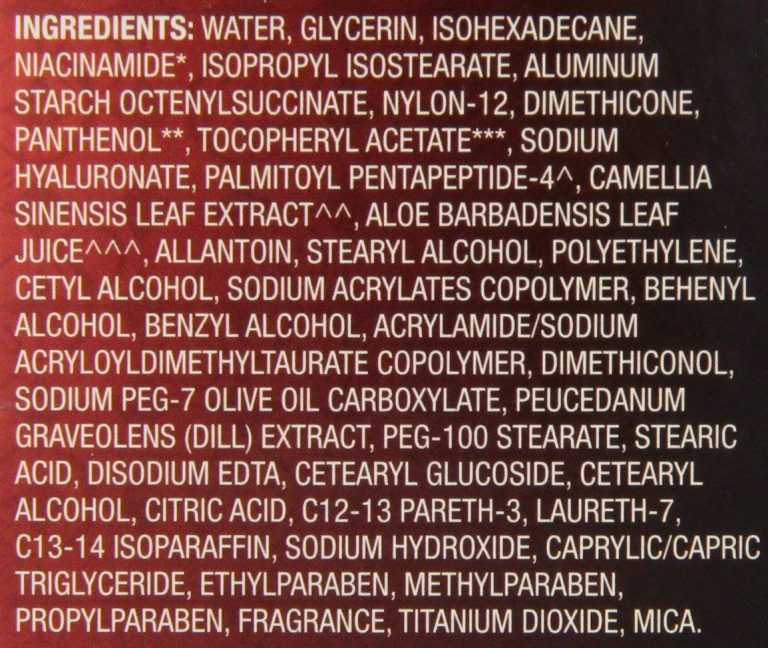 INGREDIENTS: WATER, GLYCERIN, ISOHEXADECANE,
NIACINAMIDE*, ISOPROPYL ISOSTEARATE, ALUMINUM
STARCH OCTENYLSUCCINATE, NYLON-12, DIMETHICONE,
PANTHENOL**, TOCOPHERYL ACETATE***, SODIUM
HYALURONATE, PALMITOYL PENTAPEPTIDE-4^, CAMELLIA
SINENSIS LEAF EXTRACT^^, ALOE BARBADENSIS LEAF
JUICE^^^, ALLANTOIN, STEARYL ALCOHOL, POLYETHYLENE,
CETYL ALCOHOL, SODIUM ACRYLATES COPOLYMER, BEHENYL
ALCOHOL, BENZYL ALCOHOL, ACRYLAMIDE/SODIUM
ACRYLOYLDIMETHYLTAURATE COPOLYMER, DIMETHICONOL,
SODIUM PEG-7 OLIVE OIL CARBOXYLATE, PEUCEDANUM
GRAVEOLENS (DILL) EXTRACT, PEG-100 STEARATE, STEARIC
ACID, DISODIUM EDTA, CETEARYL GLUCOSIDE, CETEARYL
ALCOHOL, CITRIC ACID, C12-13 PARETH-3, LAURETH-7,
C13-14 ISOPARAFFIN, SODIUM HYDROXIDE, CAPRYLIC/CAPRIC
TRIGLYCERIDE, ETHYLPARABEN, METHYLPARABEN,
PROPYLPARABEN, FRAGRANCE, TITANIUM DIOXIDE, MICA.